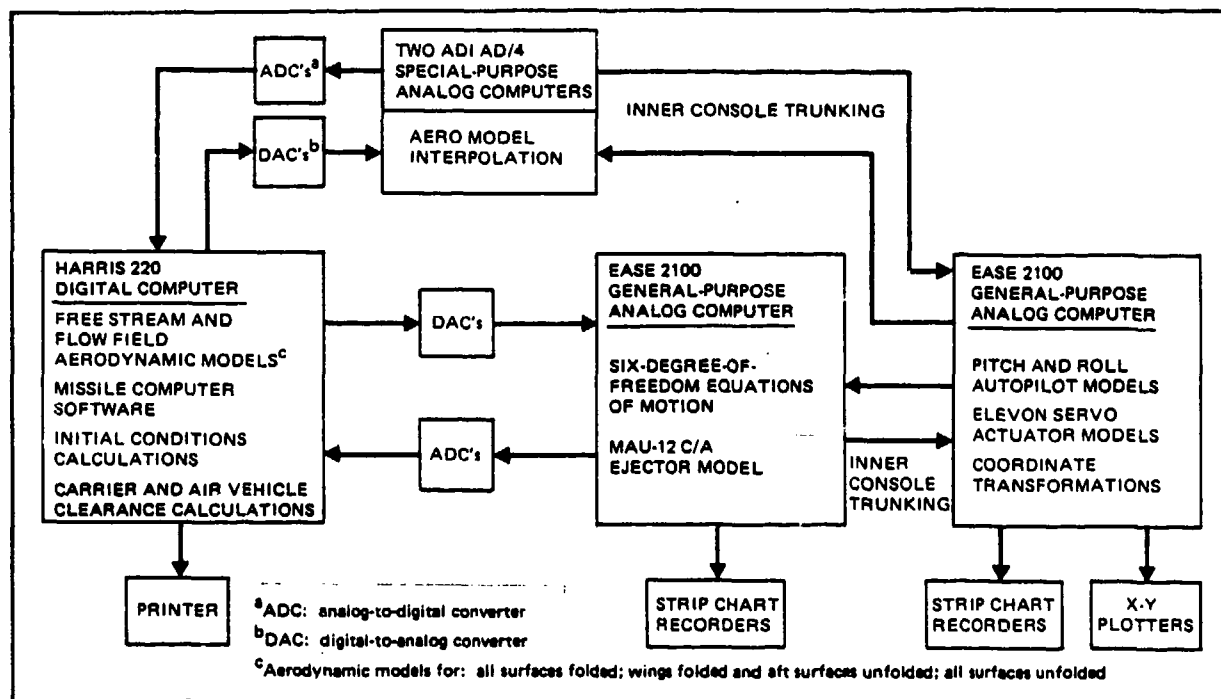 ADC'sᵃ
TWO ADI AD/4
SPECIAL-PURPOSE
ANALOG COMPUTERS
INNER CONSOLE TRUNKING
DAC'sᵇ
AERO MODEL
INTERPOLATION
HARRIS 220
DIGITAL COMPUTER
FREE STREAM AND
FLOW FIELD
AERODYNAMIC MODELSᶜ
MISSILE COMPUTER
SOFTWARE
INITIAL CONDITIONS
CALCULATIONS
CARRIER AND AIR VEHICLE
CLEARANCE CALCULATIONS
DAC's
ADC's
EASE 2100
GENERAL-PURPOSE
ANALOG COMPUTER
SIX-DEGREE-OF-
FREEDOM EQUATIONS
OF MOTION
MAU-12 C/A
EJECTOR MODEL
INNER
CONSOLE
TRUNKING
EASE 2100
GENERAL-PURPOSE
ANALOG COMPUTER
PITCH AND ROLL
AUTOPILOT MODELS
ELEVON SERVO
ACTUATOR MODELS
COORDINATE
TRANSFORMATIONS
PRINTER
STRIP CHART
RECORDERS
STRIP CHART
RECORDERS
X-Y
PLOTTERS
ᵃADC: analog-to-digital converter
ᵇDAC: digital-to-analog converter
ᶜAerodynamic models for: all surfaces folded; wings folded and aft surfaces unfolded; all surfaces unfolded